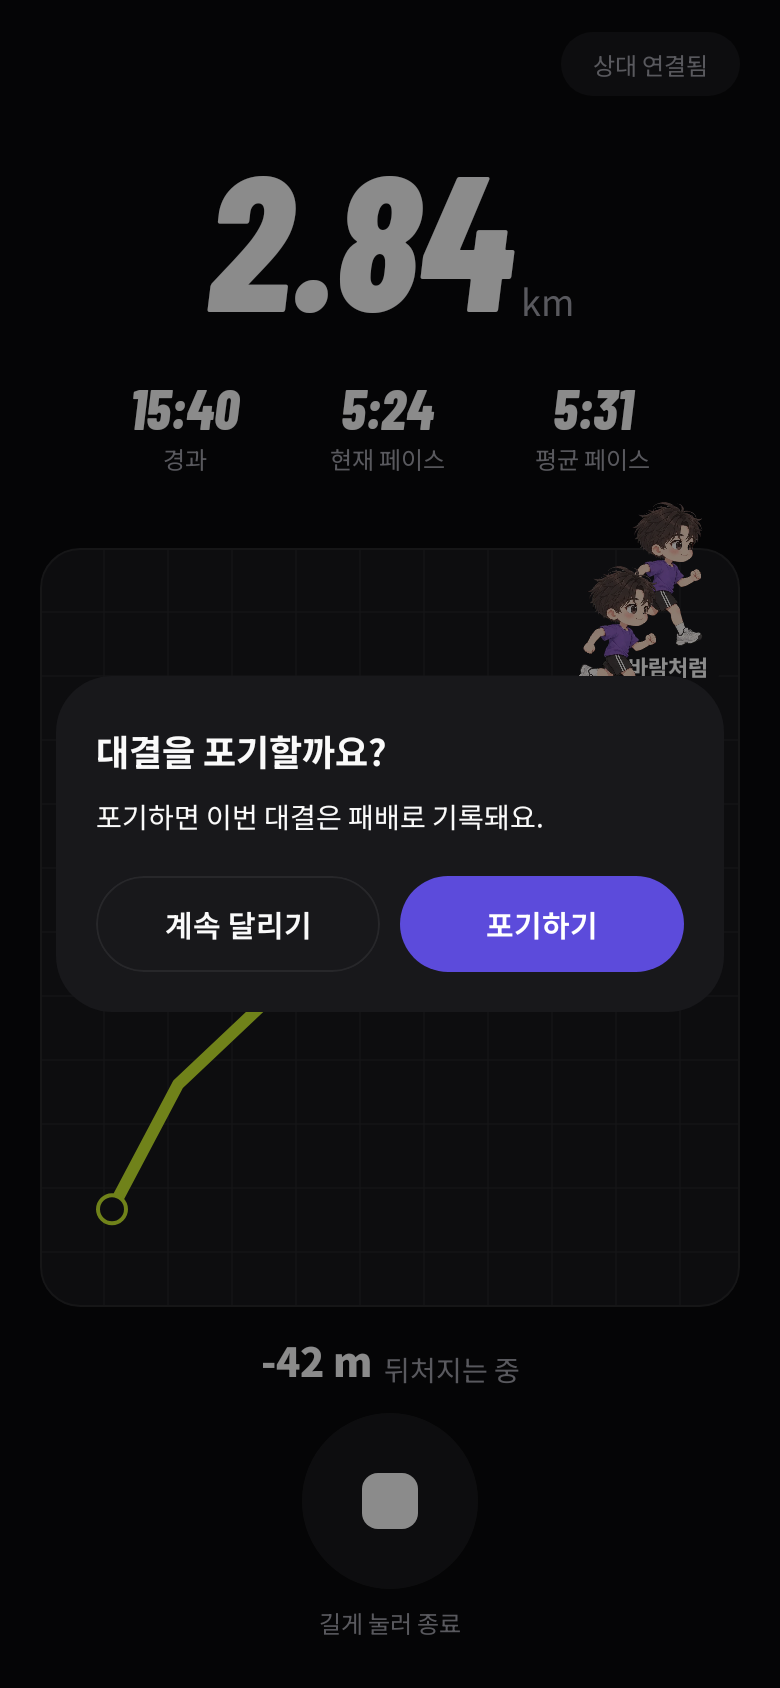 상대 연결됨
2.84 km
15:40 5:24 5:31
경과 현재 페이스 평균 페이스
바람처럼
대결을 포기할까요?
포기하면 이번 대결은 패배로 기록돼요.
계속 달리기 포기하기
-42 m 뒤처지는 중
길게 눌러 종료